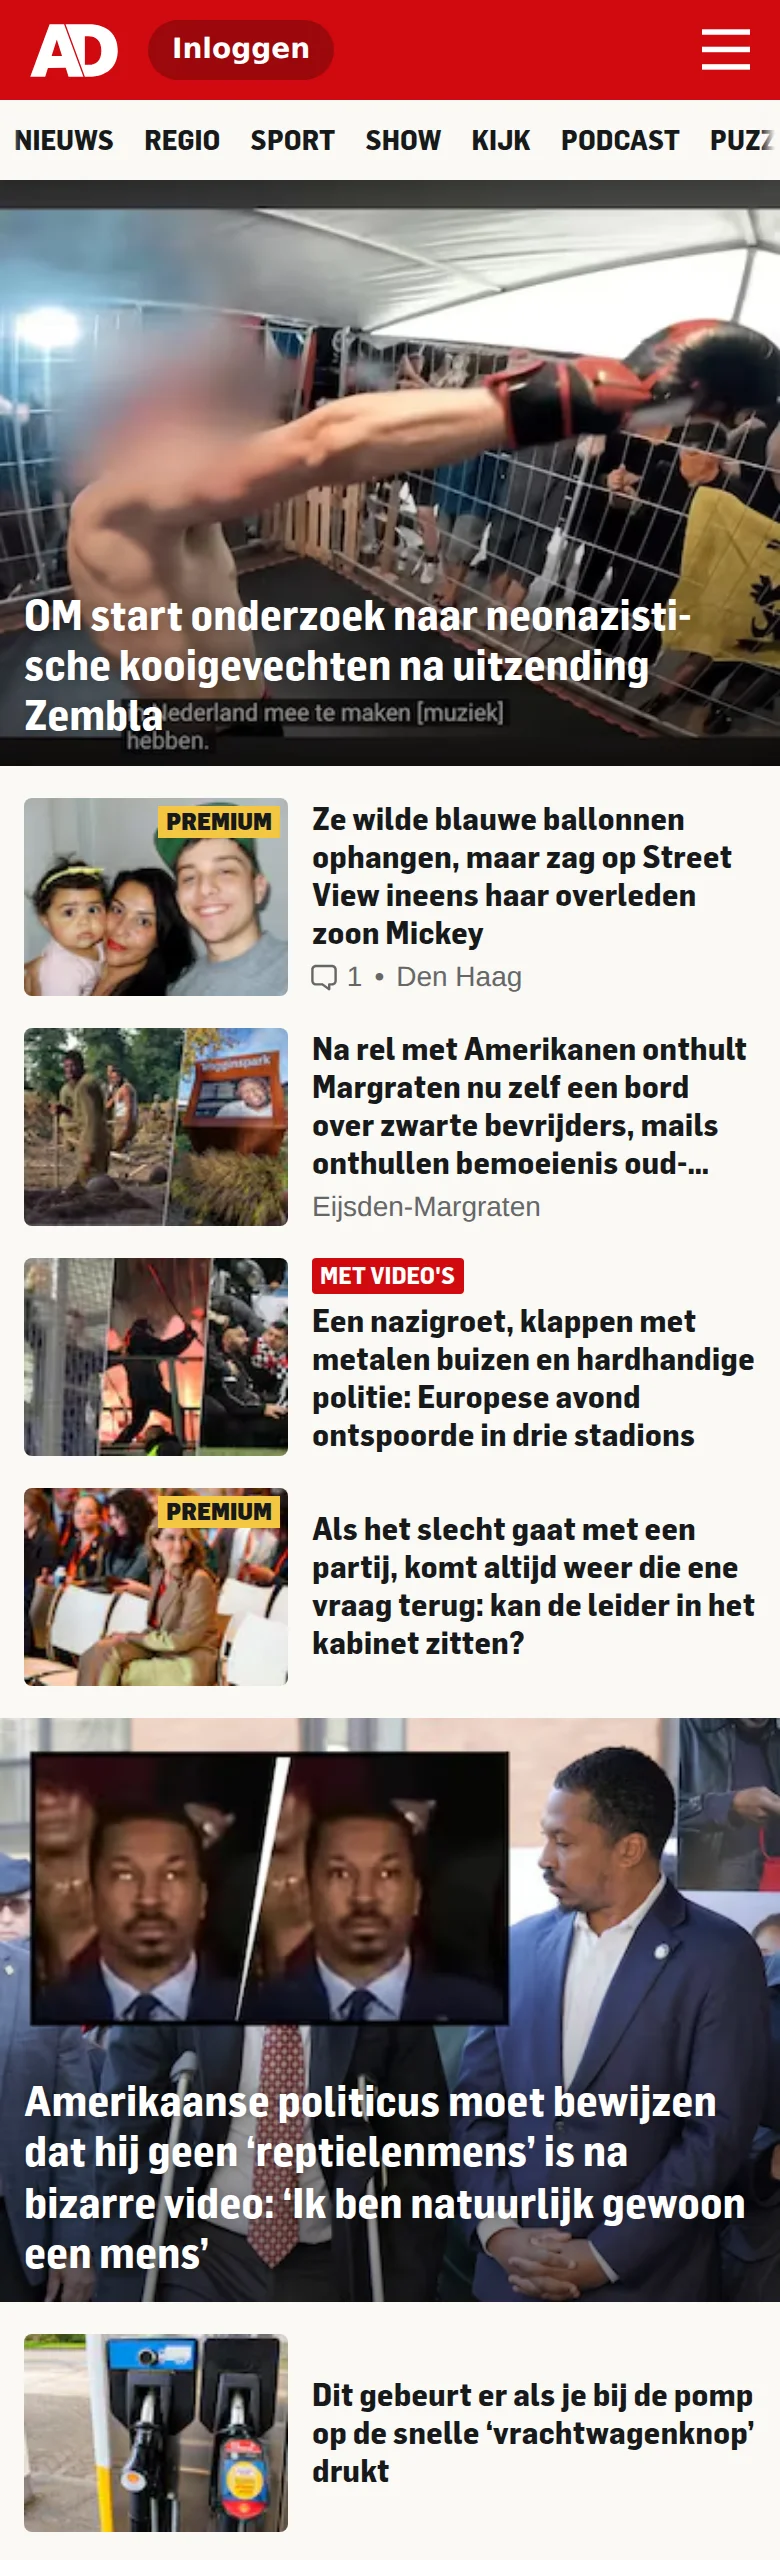 AD
Inloggen
NIEUWS REGIO SPORT SHOW KIJK PODCAST PUZZ
OM start onderzoek naar neonazisti-
sche kooigevechten na uitzending
Zembla
Nederland mee te maken [muziek]
hebben.
PREMIUM
Ze wilde blauwe ballonnen
ophangen, maar zag op Street
View ineens haar overleden
zoon Mickey
1 • Den Haag
Na rel met Amerikanen onthult
Margraten nu zelf een bord
over zwarte bevrijders, mails
onthullen bemoeienis oud-...
Eijsden-Margraten
MET VIDEO'S
Een nazigroet, klappen met
metalen buizen en hardhandige
politie: Europese avond
ontspoorde in drie stadions
PREMIUM
Als het slecht gaat met een
partij, komt altijd weer die ene
vraag terug: kan de leider in het
kabinet zitten?
Amerikaanse politicus moet bewijzen
dat hij geen ‘reptielenmens’ is na
bizarre video: ‘Ik ben natuurlijk gewoon
een mens’
Dit gebeurt er als je bij de pomp
op de snelle ‘vrachtwagenknop’
drukt